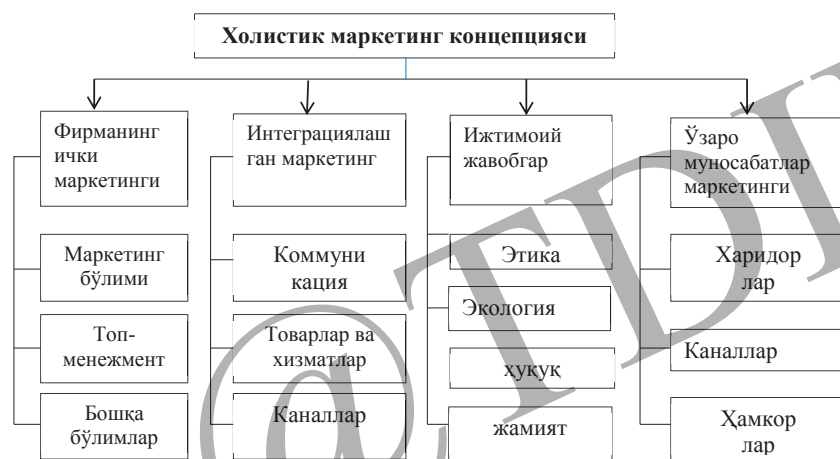 Холистик маркетинг концепцияси
Фирманинг
ички
маркетинги
Маркетинг
бўлими
Топ-
менежмент
Бошқа
бўлимлар
Интеграциялаш
ган маркетинг
Коммуни
кация
Товарлар ва
хизматлар
Каналлар
Ижтимоий
жавобгар
Этика
Экология
ҳуқуқ
жамият
Ўзаро
муносабатлар
маркетинги
Харидор
лар
Каналлар
Ҳамкор
лар